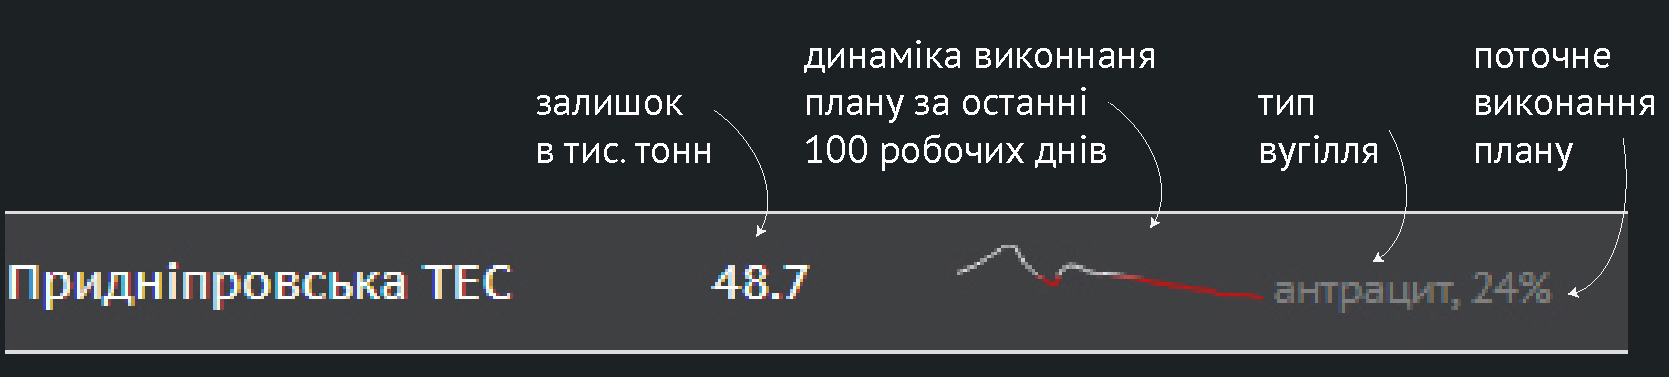 залишок
в тис. тонн
динаміка виконнаня
плану за останні
100 робочих днів
тип
вугілля
поточне
виконання
плану
Придніпровська ТЕС 48.7 антрацит, 24%